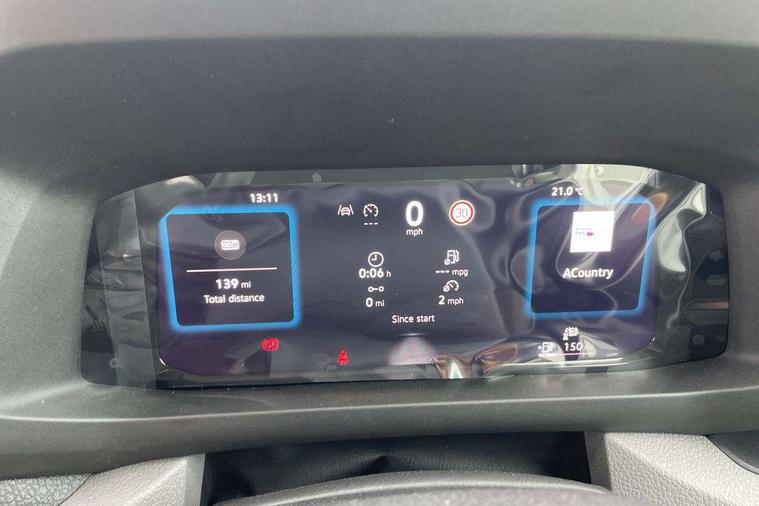 13:11
21.0 °C
0
mph
30
---
0:06 h
--- mpg
0 mi
2 mph
Since start
139 mi
Total distance
ACountry
150